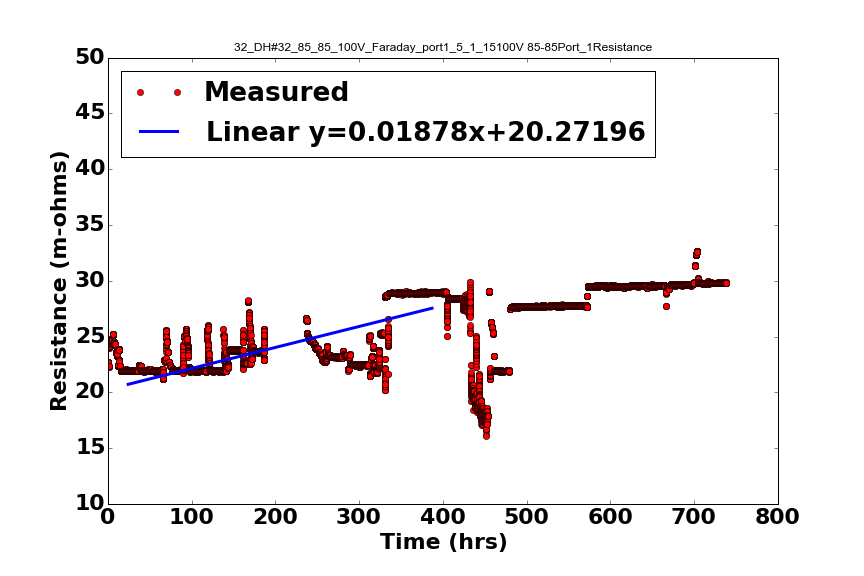 32_DH#32_85_85_100V_Faraday_port1_5_1_15100V 85-85Port_1Resistance
50
45
40
35
30
25
20
15
10
Resistance (m-ohms)
Measured
Linear y=0.01878x+20.27196
0 100 200 300 400 500 600 700 800
Time (hrs)